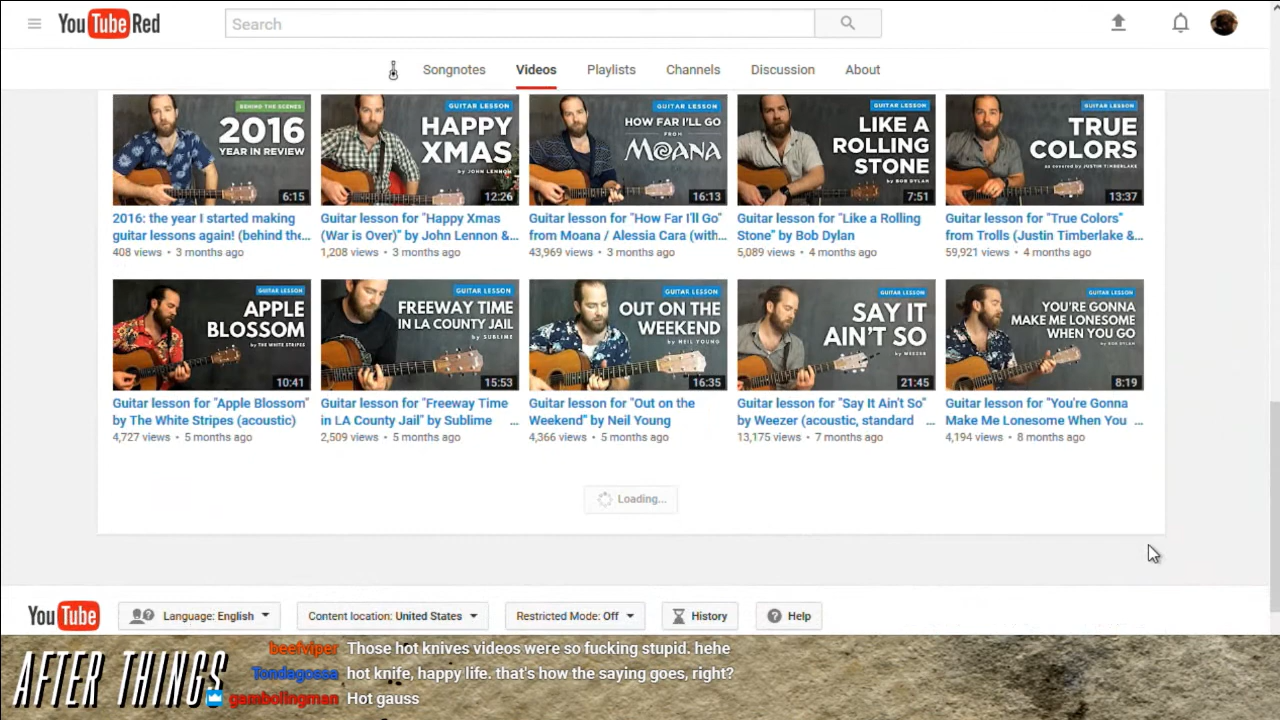 YouTube Red
Search
Songnotes Videos Playlists Channels Discussion About
BEHIND THE SCENES
2016
YEAR IN REVIEW
6:15
GUITAR LESSON
HAPPY
XMAS
by JOHN LENNON
12:26
GUITAR LESSON
HOW FAR I'LL GO
FROM
MOANA
16:13
GUITAR LESSON
LIKE A
ROLLING
STONE
by BOB DYLAN
7:51
GUITAR LESSON
TRUE
COLORS
as covered by JUSTIN TIMBERLAKE
13:37
2016: the year I started making
guitar lessons again! (behind the...
408 views • 3 months ago
Guitar lesson for "Happy Xmas
(War is Over)" by John Lennon &...
1,208 views • 3 months ago
Guitar lesson for "How Far I'll Go"
from Moana / Alessia Cara (with...
43,969 views • 3 months ago
Guitar lesson for "Like a Rolling
Stone" by Bob Dylan
5,089 views • 4 months ago
Guitar lesson for "True Colors"
from Trolls (Justin Timberlake &...
59,921 views • 4 months ago
GUITAR LESSON
APPLE
BLOSSOM
by THE WHITE STRIPES
10:41
GUITAR LESSON
FREEWAY TIME
IN LA COUNTY JAIL
by SUBLIME
15:53
GUITAR LESSON
OUT ON THE
WEEKEND
by NEIL YOUNG
16:35
GUITAR LESSON
SAY IT
AIN'T SO
by WEEZER
21:45
GUITAR LESSON
YOU'RE GONNA
MAKE ME LONESOME
WHEN YOU GO
by BOB DYLAN
8:19
Guitar lesson for "Apple Blossom"
by The White Stripes (acoustic)
4,727 views • 5 months ago
Guitar lesson for "Freeway Time
in LA County Jail" by Sublime ...
2,509 views • 5 months ago
Guitar lesson for "Out on the
Weekend" by Neil Young
4,366 views • 5 months ago
Guitar lesson for "Say It Ain't So"
by Weezer (acoustic, standard ...
13,175 views • 7 months ago
Guitar lesson for "You're Gonna
Make Me Lonesome When You ...
4,194 views • 8 months ago
Loading...
YouTube Language: English Content location: United States Restricted Mode: Off History Help
AFTER THINGS
beefviper Those hot knives videos were so fucking stupid. hehe
Tondagossa hot knife, happy life. that's how the saying goes, right?
gambolingman Hot gauss